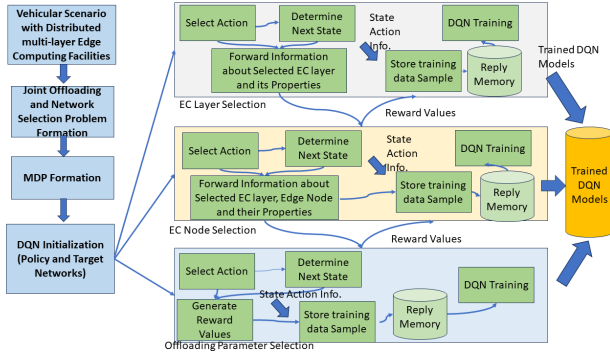 Vehicular Scenario
with Distributed
multi-layer Edge
Computing Facilities
Joint Offloading
and Network
Selection Problem
Formation
MDP Formation
DQN Initialization
(Policy and Target
Networks)
Select Action
Determine
Next State
State
Action
Info.
DQN Training
Forward Information
about Selected EC layer
and its Properties
Store training
data Sample
Reply
Memory
EC Layer Selection
Reward Values
Trained DQN
Models
Select Action
Determine
Next State
State
Action
Info.
DQN Training
Forward Information about
Selected EC layer, Edge Node
and their Properties
Store training
data Sample
Reply
Memory
EC Node Selection
Reward Values
Trained
DQN
Models
Select Action
Determine
Next State
State Action Info.
DQN Training
Generate
Reward
Values
Store training
data Sample
Reply
Memory
Offloading Parameter Selection